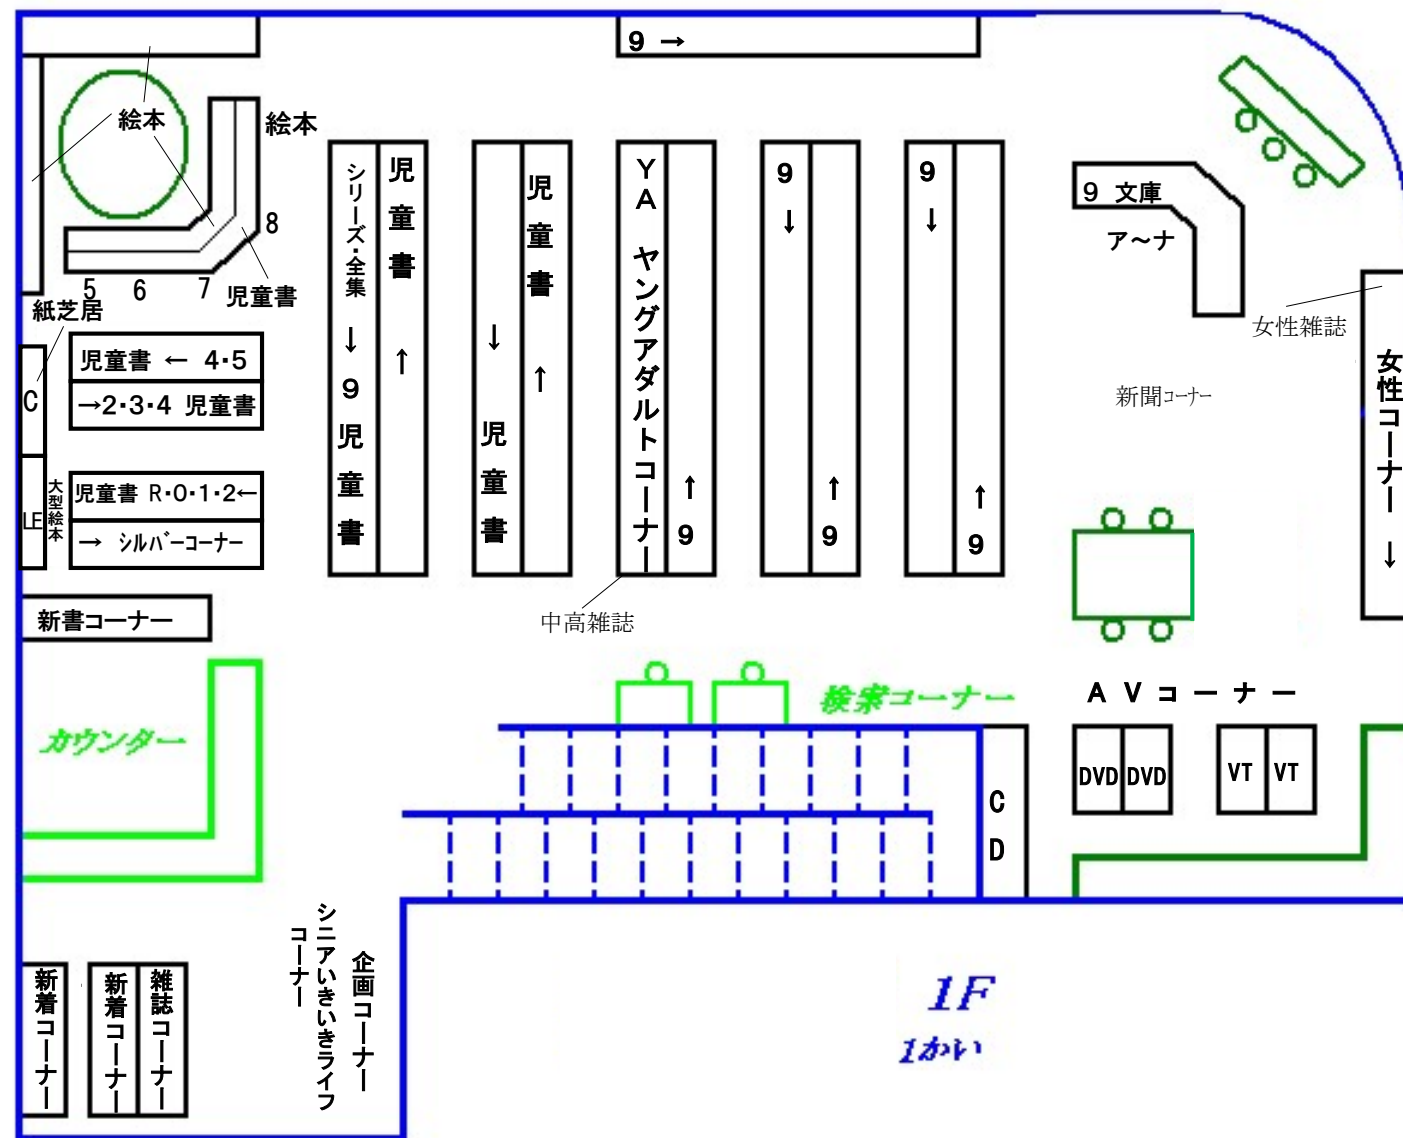 9 →
絵本
絵本
8
5 6 7
児童書
紙芝居
C
児童書 ← 4・5
→2・3・4 児童書
LE
大型絵本
児童書 R・0・1・2←
→ シルバーコーナー
新書コーナー
シリーズ・全集 ↓ 9 児童書
児童書 ↑
↓ 児童書
児童書 ↑
YA ヤングアダルトコーナー
↑ 9
中高雑誌
9 ↓
↑ 9
9 ↓
↑ 9
9 文庫
ア～ナ
女性雑誌
女性コーナー ↓
新聞コーナー
カウンター
検索コーナー
AVコーナー
CD
DVD DVD
VT VT
新着コーナー
新着コーナー
雑誌コーナー
シニアいきいきライフ
コーナー
企画コーナー
1F
1かい